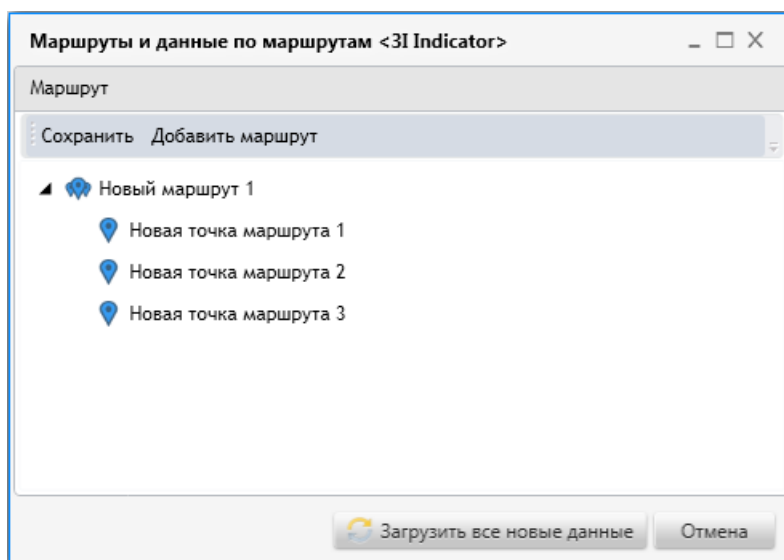 Маршруты и данные по маршрутам <3I Indicator>
Маршрут
Сохранить Добавить маршрут
Новый маршрут 1
Новая точка маршрута 1
Новая точка маршрута 2
Новая точка маршрута 3
Загрузить все новые данные Отмена